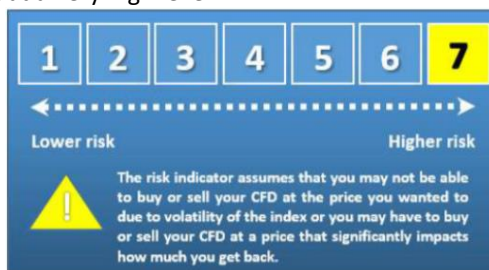 1 2 3 4 5 6 7
Lower risk Higher risk
! The risk indicator assumes that you may not be able
to buy or sell your CFD at the price you wanted to
due to volatility of the index or you may have to buy
or sell your CFD at a price that significantly impacts
how much you get back.